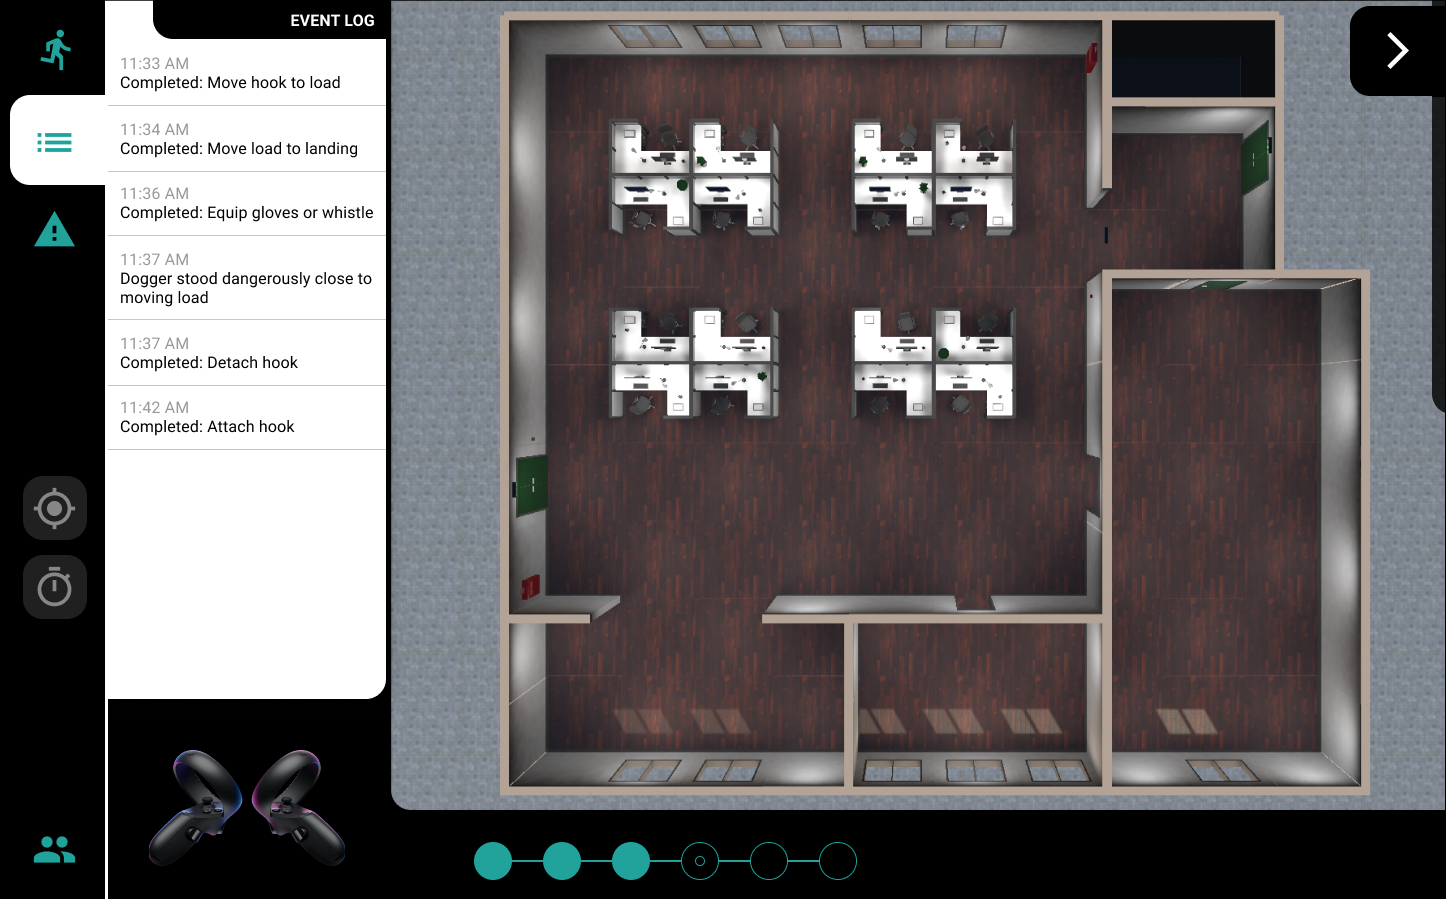 EVENT LOG
11:33 AM
Completed: Move hook to load
11:34 AM
Completed: Move load to landing
11:36 AM
Completed: Equip gloves or whistle
11:37 AM
Dogger stood dangerously close to
moving load
11:37 AM
Completed: Detach hook
11:42 AM
Completed: Attach hook